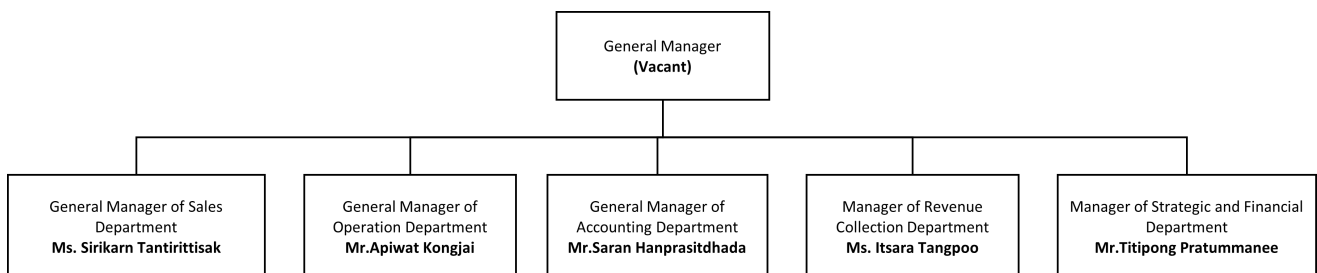 General Manager
(Vacant)
General Manager of Sales
Department
Ms. Sirikarn Tantirittisak
General Manager of
Operation Department
Mr.Apiwat Kongjai
General Manager of
Accounting Department
Mr.Saran Hanprasitdhada
Manager of Revenue
Collection Department
Ms. Itsara Tangpoo
Manager of Strategic and Financial
Department
Mr.Titipong Pratummanee